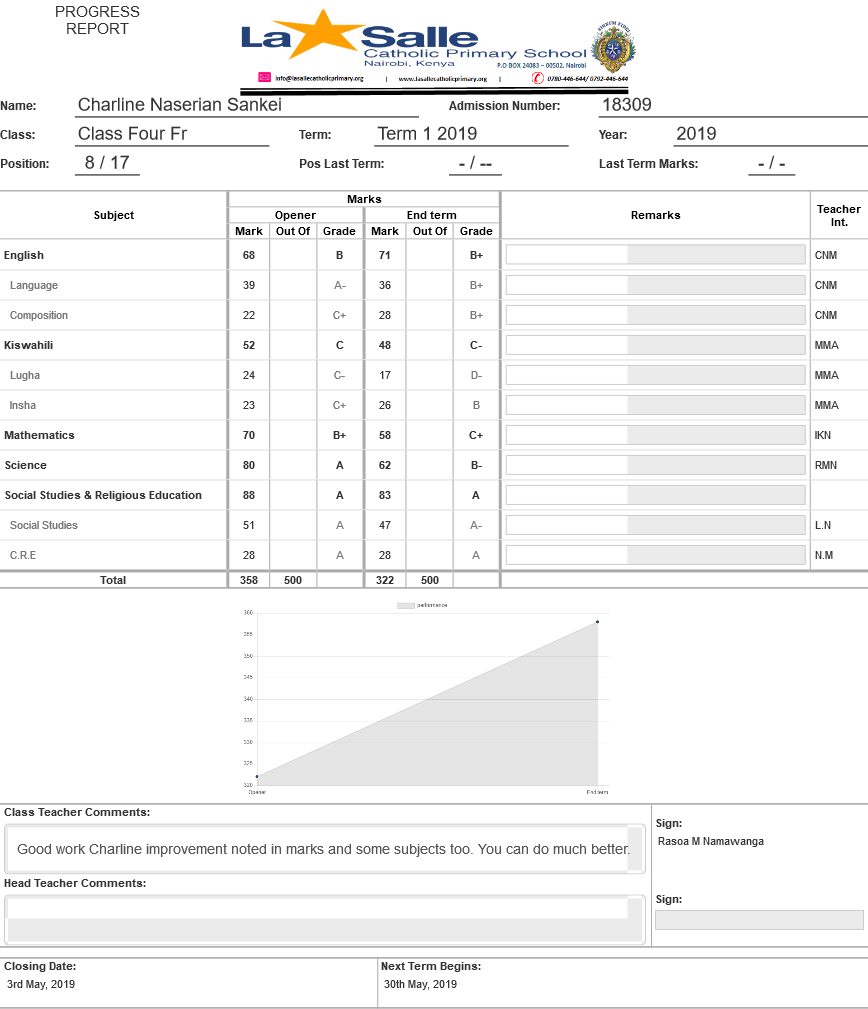 PROGRESS
REPORT
La Salle
Catholic Primary School
Nairobi, Kenya
P.O BOX 24083 – 00502, Nairobi
info@lasallecatholicprimary.org | www.lasallecatholicprimary.org | 0780-446-644/ 0792-446-644
Name: Charline Naserian Sankei Admission Number: 18309
Class: Class Four Fr Term: Term 1 2019 Year: 2019
Position: 8 / 17 Pos Last Term: - / -- Last Term Marks: - / -
Marks
Subject Opener End term Remarks Teacher Int.
Mark Out Of Grade Mark Out Of Grade
English 68 B 71 B+ CNM
Language 39 A- 36 B+ CNM
Composition 22 C+ 28 B+ CNM
Kiswahili 52 C 48 C- MMA
Lugha 24 C- 17 D- MMA
Insha 23 C+ 26 B MMA
Mathematics 70 B+ 58 C+ IKN
Science 80 A 62 B- RMN
Social Studies & Religious Education 88 A 83 A
Social Studies 51 A 47 A- L.N
C.R.E 28 A 28 A N.M
Total 358 500 322 500
performance
360
355
350
345
340
335
330
325
320
Opener End term
Class Teacher Comments:
Sign:
Good work Charline improvement noted in marks and some subjects too. You can do much better.
Rasoa M Namawanga
Head Teacher Comments:
Sign:
Closing Date: Next Term Begins:
3rd May, 2019 30th May, 2019